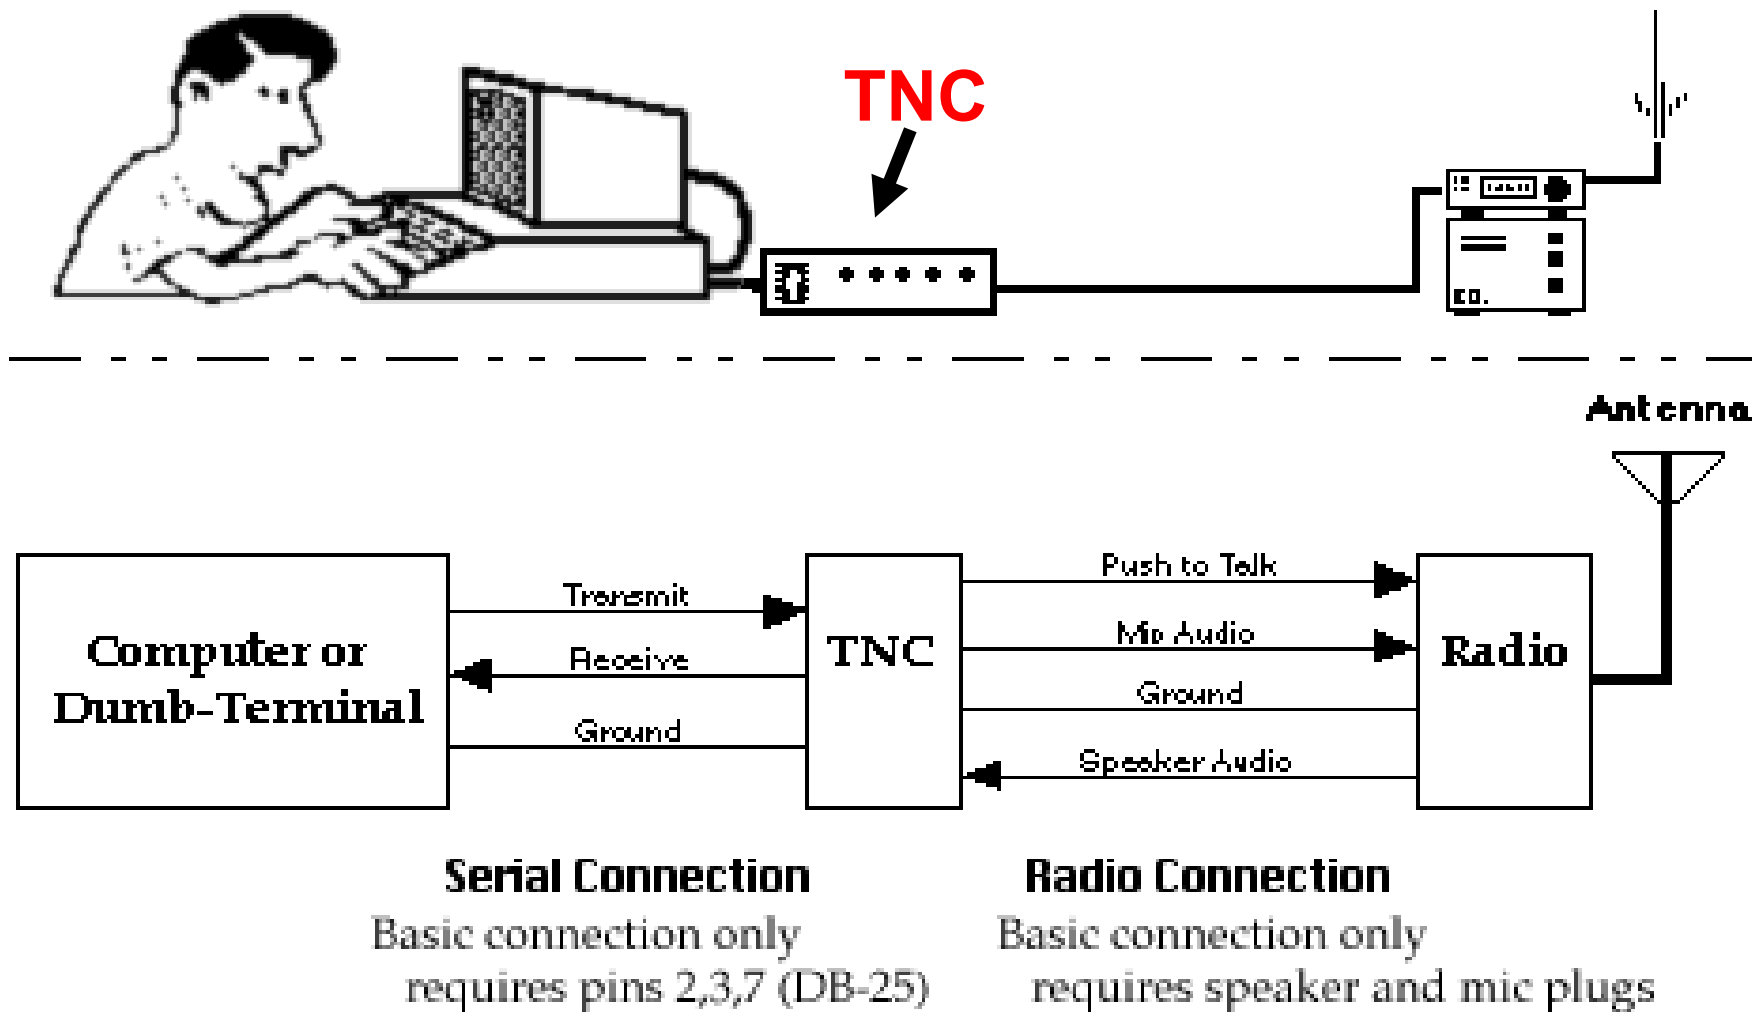 TNC
Antenna
Push to Talk
Transmit
Computer or
Dumb-Terminal
TNC
Mic Audio
Radio
Receive
Ground
Ground
Speaker Audio
Serial Connection
Radio Connection
Basic connection only
requires pins 2,3,7 (DB-25)
Basic connection only
requires speaker and mic plugs